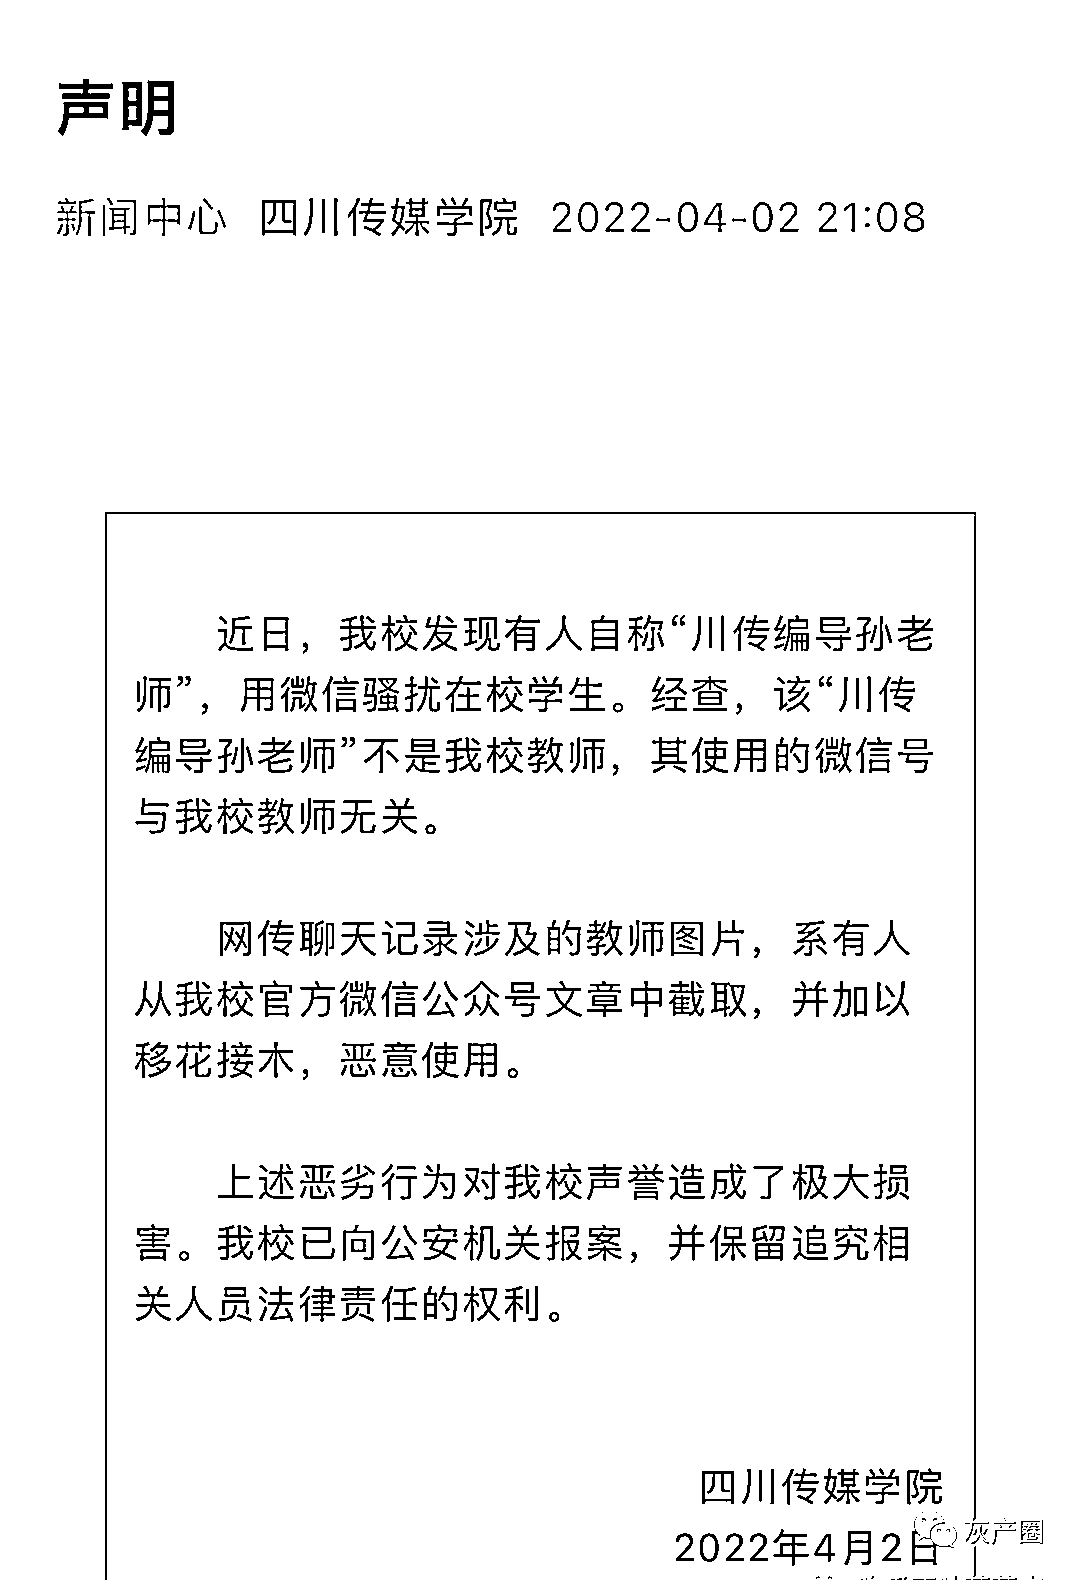 声明
新闻中心 四川传媒学院 2022-04-02 21:08
近日，我校发现有人自称“川传编导孙老
师”，用微信骚扰在校学生。经查，该“川传
编导孙老师”不是我校教师，其使用的微信号
与我校教师无关。
网传聊天记录涉及的教师图片，系有人
从我校官方微信公众号文章中截取，并加以
移花接木，恶意使用。
上述恶劣行为对我校声誉造成了极大损
害。我校已向公安机关报案，并保留追究相
关人员法律责任的权利。
四川传媒学院
2022年4月2日
灰产圈